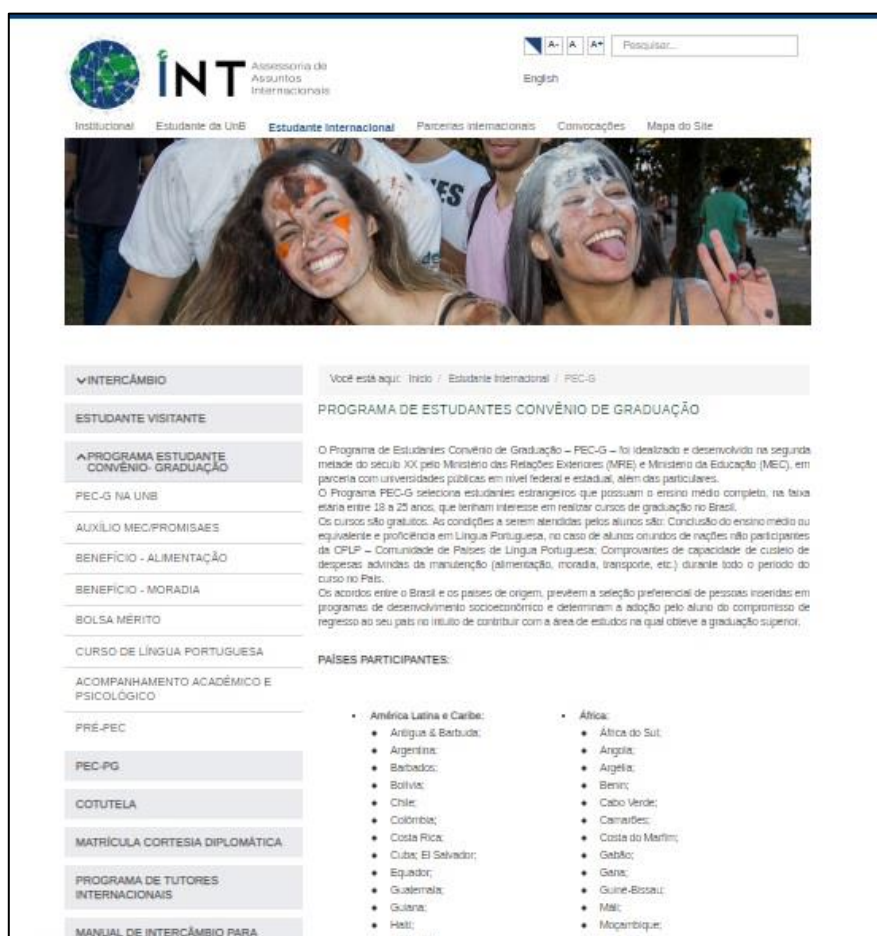 A- A A+ Pesquisar...
INT Assessoria de
Assuntos
Internacionais
English
Institucional Estudante da UnB Estudante Internacional Parcerias Internacionais Convocações Mapa do Site
INTERCÂMBIO
ESTUDANTE VISITANTE
PROGRAMA ESTUDANTE
CONVÊNIO- GRADUAÇÃO
PEC-G NA UNB
AUXÍLIO MEC/PROMISAES
BENEFÍCIO - ALIMENTAÇÃO
BENEFÍCIO - MORADIA
BOLSA MÉRITO
CURSO DE LÍNGUA PORTUGUESA
ACOMPANHAMENTO ACADÊMICO E
PSICOLÓGICO
PRÉ-PEC
PEC-PG
COTUTELA
MATRÍCULA CORTESIA DIPLOMÁTICA
PROGRAMA DE TUTORES
INTERNACIONAIS
MANUAL DE INTERCÂMBIO PARA
Você está aqui: Início / Estudante Internacional / PEC-G
PROGRAMA DE ESTUDANTES CONVÊNIO DE GRADUAÇÃO
O Programa de Estudantes Convênio de Graduação – PEC-G – foi idealizado e desenvolvido na segunda
metade do século XX pelo Ministério das Relações Exteriores (MRE) e Ministério da Educação (MEC), em
parceria com universidades públicas em nível federal e estadual, além das particulares.
O Programa PEC-G seleciona estudantes estrangeiros que possuam o ensino médio completo, na faixa
etária entre 18 a 25 anos, que tenham interesse em realizar cursos de graduação no Brasil.
Os cursos são gratuitos. As condições a serem atendidas pelos alunos são: Conclusão do ensino médio ou
equivalente e proficiência em Língua Portuguesa, no caso de alunos oriundos de nações não participantes
da CPLP – Comunidade de Países de Língua Portuguesa; Comprovantes de capacidade de custeio de
despesas advindas da manutenção (alimentação, moradia, transporte, etc.) durante todo o período do
curso no País.
Os acordos entre o Brasil e os países de origem, prevêem a seleção preferencial de pessoas inseridas em
programas de desenvolvimento socioeconômico e determinam a adoção pelo aluno do compromisso de
regresso ao seu país no intuito de contribuir com a área de estudos na qual obteve a graduação superior.
PAÍSES PARTICIPANTES:
América Latina e Caribe:
Antigua & Barbuda;
Argentina;
Barbados;
Bolívia;
Chile;
Colômbia;
Costa Rica;
Cuba; El Salvador;
Equador;
Guatemala;
Guiana;
Haiti;
África:
África do Sul;
Angola;
Argélia;
Benin;
Cabo Verde;
Camarões;
Costa do Marfim;
Gabão;
Gana;
Guiné-Bissau;
Máli;
Moçambique;